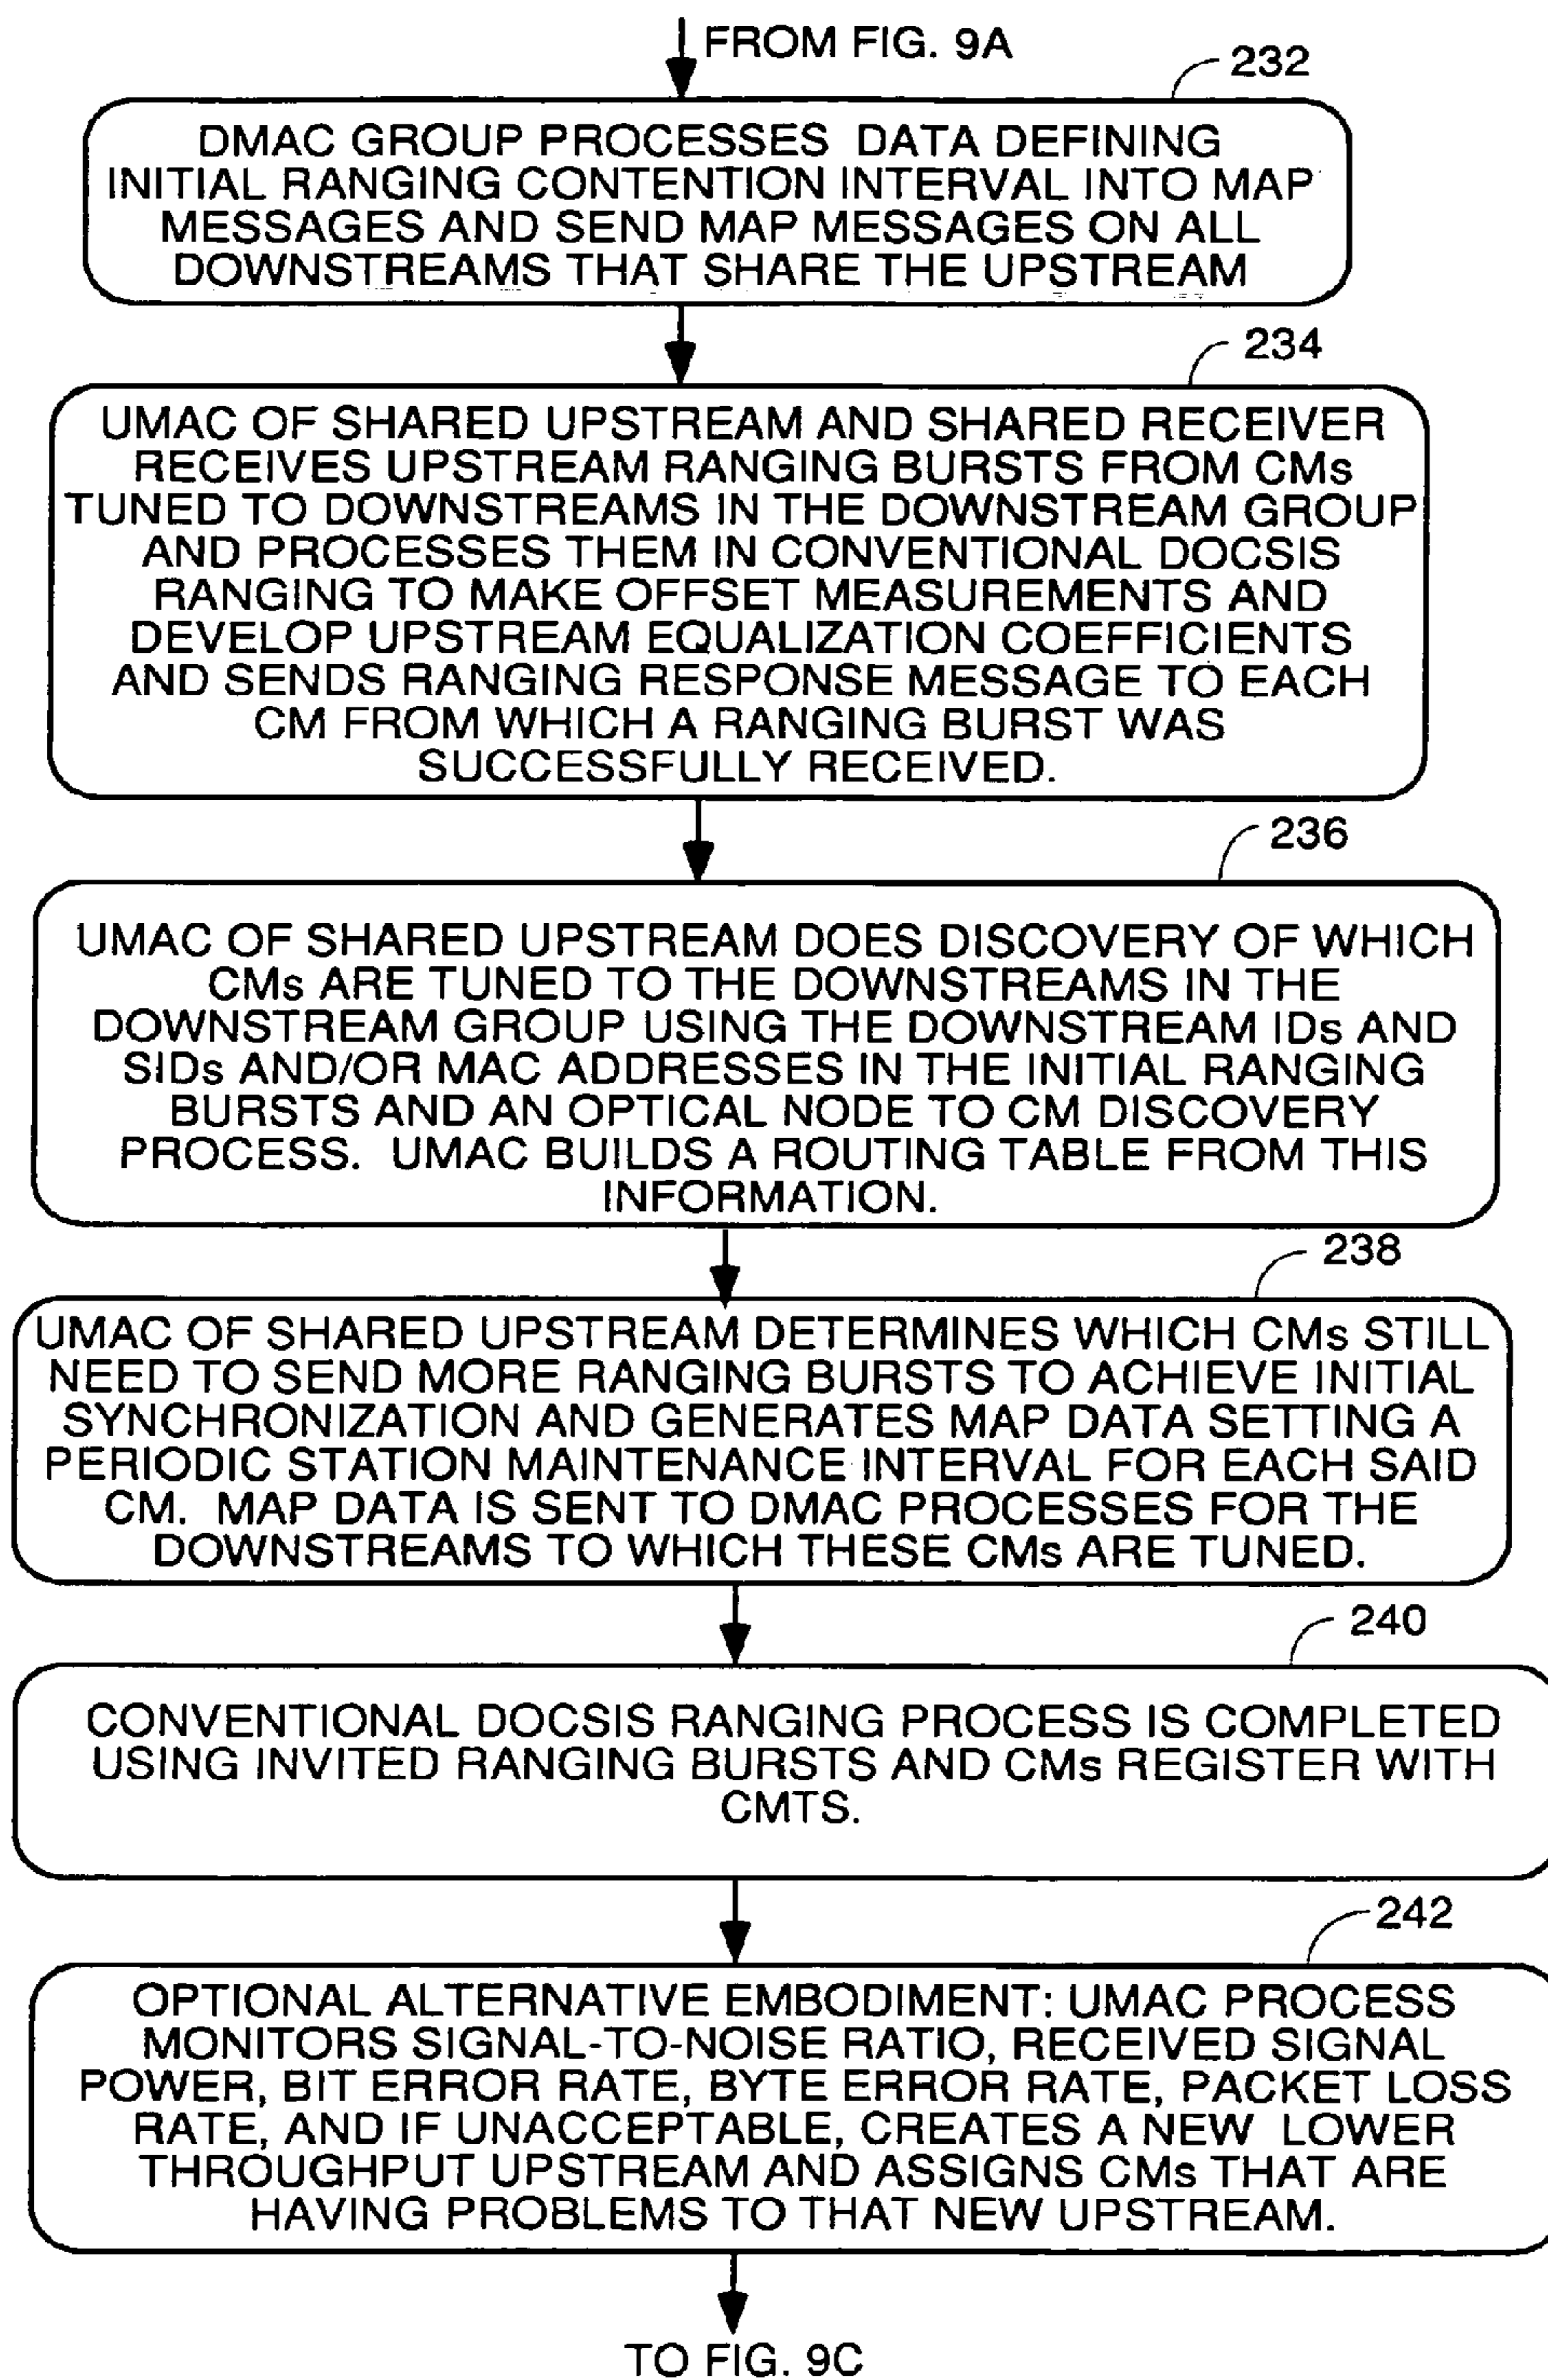 FROM FIG. 9A
232
DMAC GROUP PROCESSES DATA DEFINING
INITIAL RANGING CONTENTION INTERVAL INTO MAP
MESSAGES AND SEND MAP MESSAGES ON ALL
DOWNSTREAMS THAT SHARE THE UPSTREAM
234
UMAC OF SHARED UPSTREAM AND SHARED RECEIVER
RECEIVES UPSTREAM RANGING BURSTS FROM CMs
TUNED TO DOWNSTREAMS IN THE DOWNSTREAM GROUP
AND PROCESSES THEM IN CONVENTIONAL DOCSIS
RANGING TO MAKE OFFSET MEASUREMENTS AND
DEVELOP UPSTREAM EQUALIZATION COEFFICIENTS
AND SENDS RANGING RESPONSE MESSAGE TO EACH
CM FROM WHICH A RANGING BURST WAS
SUCCESSFULLY RECEIVED.
236
UMAC OF SHARED UPSTREAM DOES DISCOVERY OF WHICH
CMs ARE TUNED TO THE DOWNSTREAMS IN THE
DOWNSTREAM GROUP USING THE DOWNSTREAM IDs AND
SIDs AND/OR MAC ADDRESSES IN THE INITIAL RANGING
BURSTS AND AN OPTICAL NODE TO CM DISCOVERY
PROCESS. UMAC BUILDS A ROUTING TABLE FROM THIS
INFORMATION.
238
UMAC OF SHARED UPSTREAM DETERMINES WHICH CMs STILL
NEED TO SEND MORE RANGING BURSTS TO ACHIEVE INITIAL
SYNCHRONIZATION AND GENERATES MAP DATA SETTING A
PERIODIC STATION MAINTENANCE INTERVAL FOR EACH SAID
CM. MAP DATA IS SENT TO DMAC PROCESSES FOR THE
DOWNSTREAMS TO WHICH THESE CMs ARE TUNED.
240
CONVENTIONAL DOCSIS RANGING PROCESS IS COMPLETED
USING INVITED RANGING BURSTS AND CMs REGISTER WITH
CMTS.
242
OPTIONAL ALTERNATIVE EMBODIMENT: UMAC PROCESS
MONITORS SIGNAL-TO-NOISE RATIO, RECEIVED SIGNAL
POWER, BIT ERROR RATE, BYTE ERROR RATE, PACKET LOSS
RATE, AND IF UNACCEPTABLE, CREATES A NEW LOWER
THROUGHPUT UPSTREAM AND ASSIGNS CMs THAT ARE
HAVING PROBLEMS TO THAT NEW UPSTREAM.
TO FIG. 9C